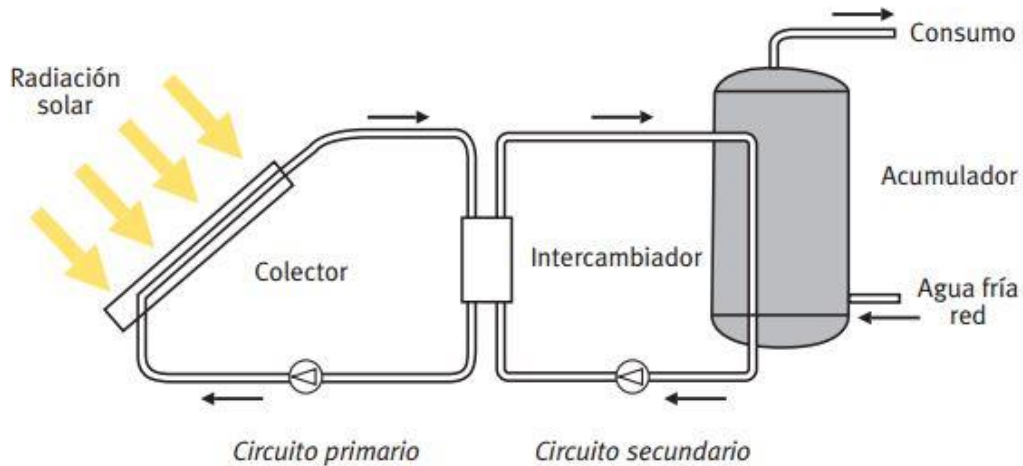 Radiación
solar
Consumo
Acumulador
Colector
Intercambiador
Agua fría
red
Circuito primario
Circuito secundario